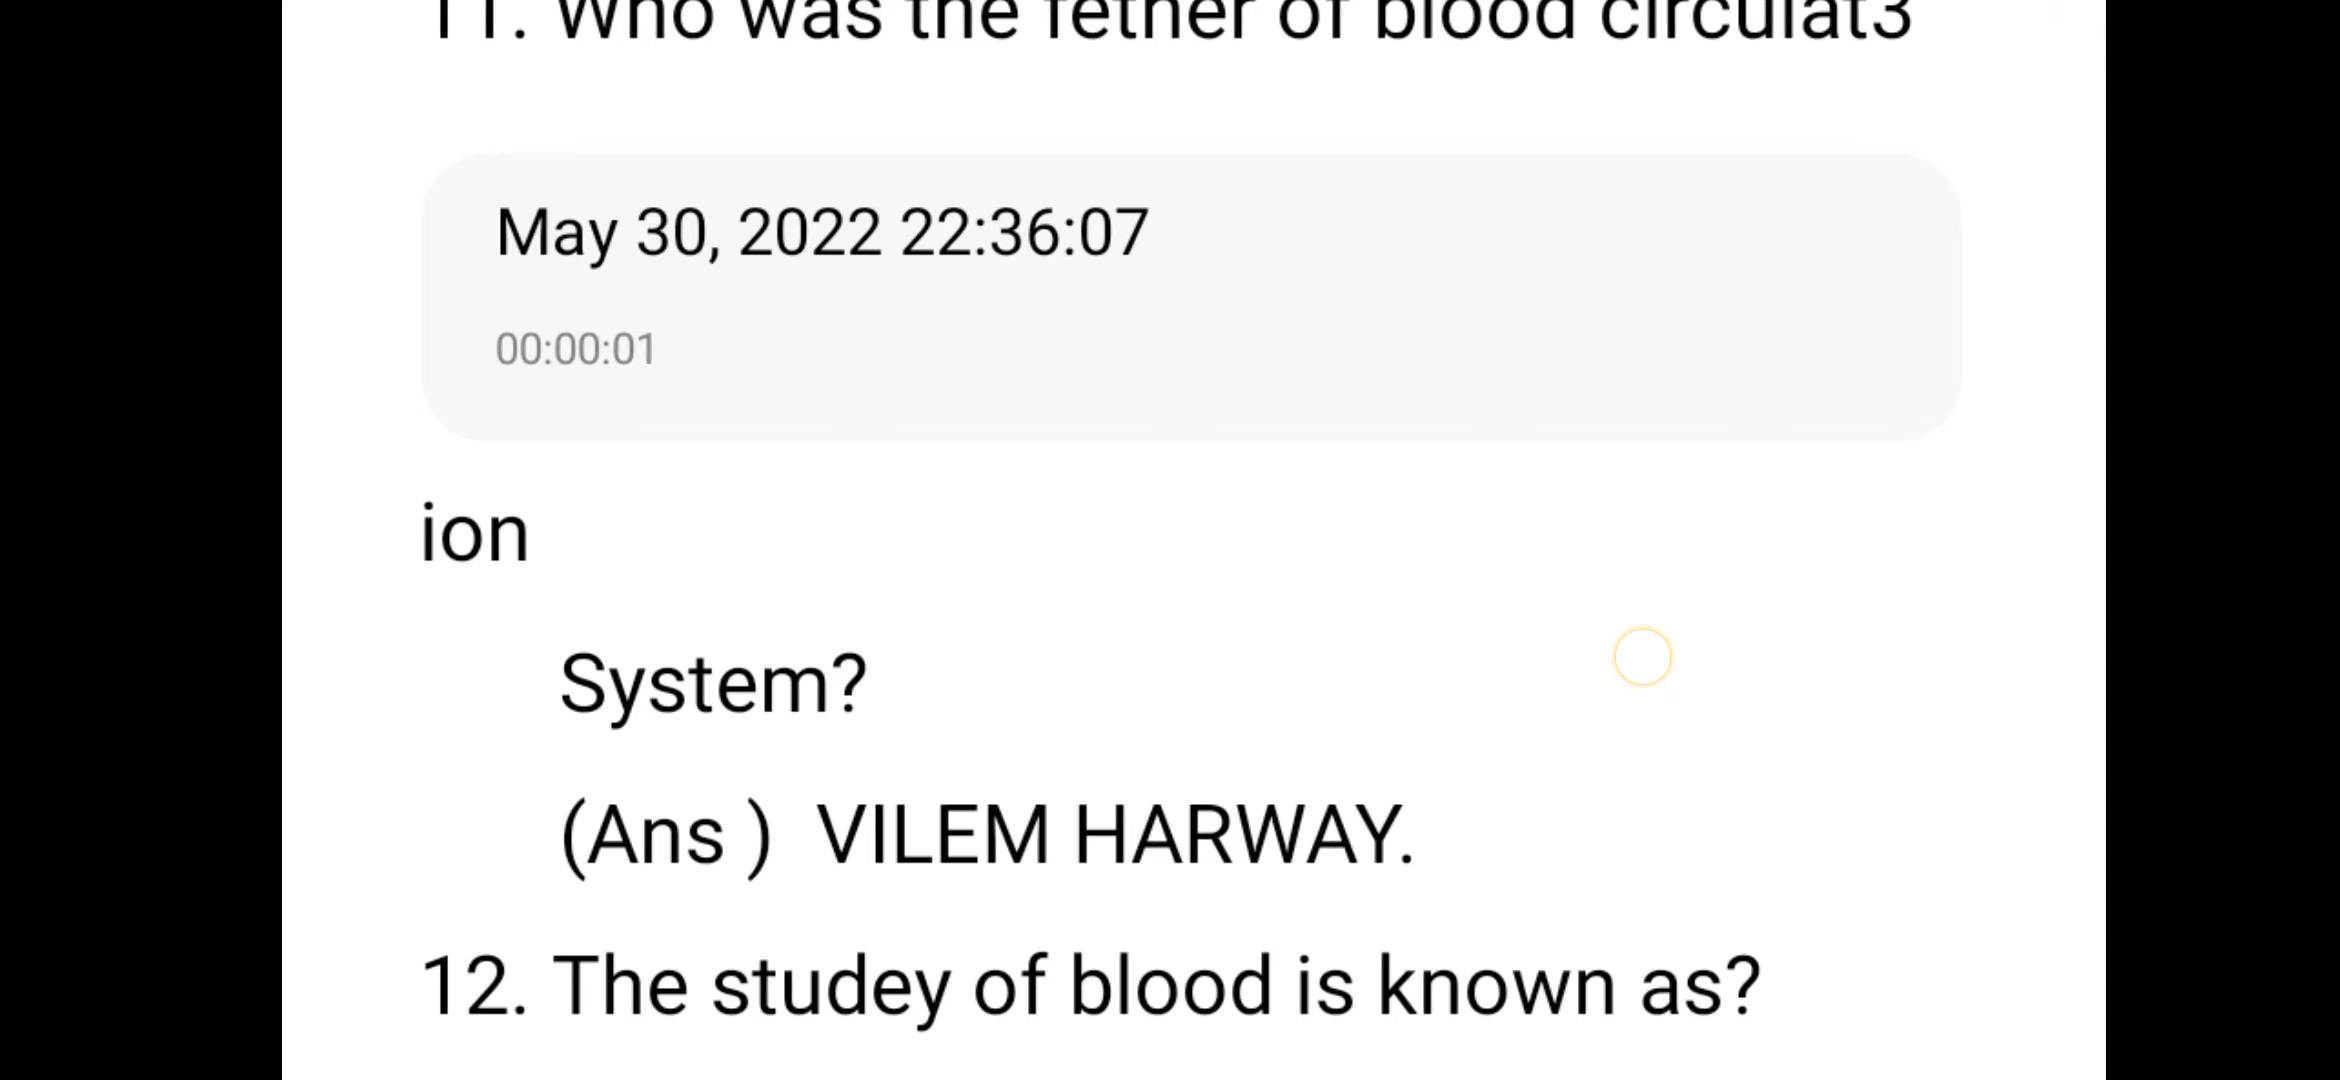 11. Who was the fether of blood circulat3
May 30, 2022 22:36:07
00:00:01
ion
System?
(Ans ) VILEM HARWAY.
12. The studey of blood is known as?